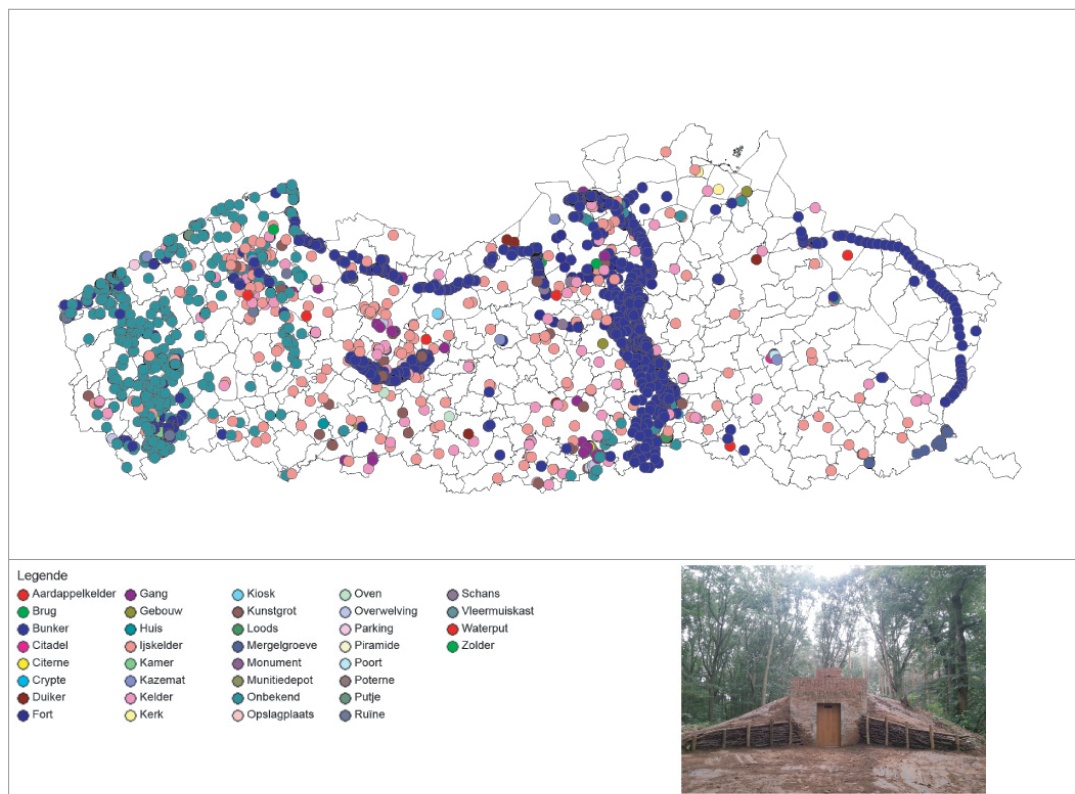 Legende
Aardappelkelder
Brug
Bunker
Citadel
Citerne
Crypte
Duiker
Fort
Gang
Gebouw
Huis
Ijskelder
Kamer
Kazemat
Kelder
Kerk
Kiosk
Kunstgrot
Loods
Mergelgroeve
Monument
Munitiedepot
Onbekend
Opslagplaats
Oven
Overwelving
Parking
Piramide
Poort
Poterne
Putje
Ruïne
Schans
Vleermuiskast
Waterput
Zolder